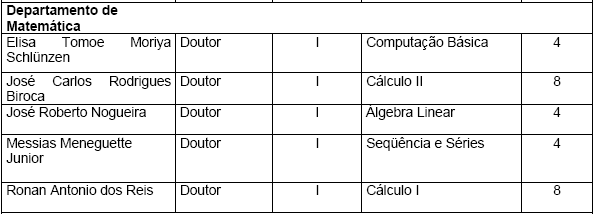 Departamento de
Matemática
Elisa Tomoe Moriya Doutor I Computação Básica 4
Schlünzen
José Carlos Rodrigues Doutor I Cálculo II 8
Biroca
José Roberto Nogueira Doutor I Álgebra Linear 4
Messias Meneguette Doutor I Seqüência e Séries 4
Junior
Ronan Antonio dos Reis Doutor I Cálculo I 8